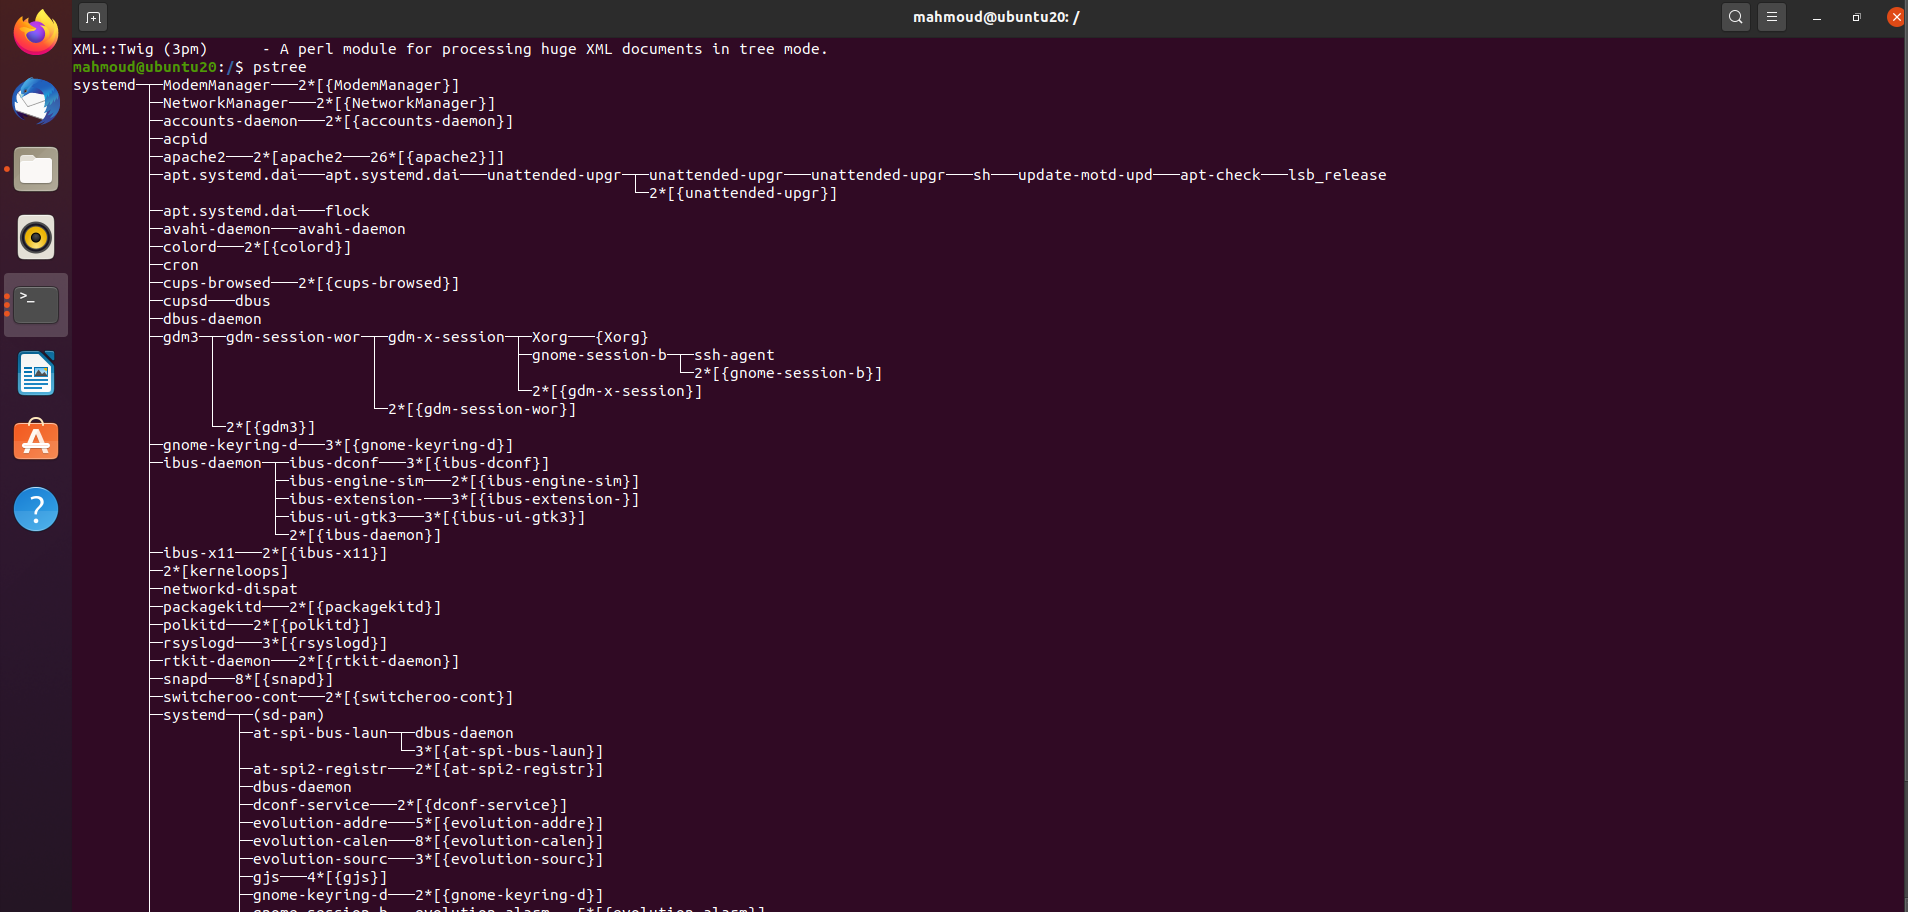 mahmoud@ubuntu20: /
XML::Twig (3pm)      - A perl module for processing huge XML documents in tree mode.
mahmoud@ubuntu20:/$ pstree
systemd─┬─ModemManager───2*[{ModemManager}]
        ├─NetworkManager───2*[{NetworkManager}]
        ├─accounts-daemon───2*[{accounts-daemon}]
        ├─acpid
        ├─apache2───2*[apache2───26*[{apache2}]]
        ├─apt.systemd.dai───apt.systemd.dai───unattended-upgr─┬─unattended-upgr───unattended-upgr───sh───update-motd-upd───apt-check───lsb_release
        │                                                     └─2*[{unattended-upgr}]
        ├─apt.systemd.dai───flock
        ├─avahi-daemon───avahi-daemon
        ├─colord───2*[{colord}]
        ├─cron
        ├─cups-browsed───2*[{cups-browsed}]
        ├─cupsd───dbus
        ├─dbus-daemon
        ├─gdm3─┬─gdm-session-wor─┬─gdm-x-session─┬─Xorg───{Xorg}
        │      │                 │               ├─gnome-session-b─┬─ssh-agent
        │      │                 │               │                 └─2*[{gnome-session-b}]
        │      │                 │               └─2*[{gdm-x-session}]
        │      │                 └─2*[{gdm-session-wor}]
        │      └─2*[{gdm3}]
        ├─gnome-keyring-d───3*[{gnome-keyring-d}]
        ├─ibus-daemon─┬─ibus-dconf───3*[{ibus-dconf}]
        │             ├─ibus-engine-sim───2*[{ibus-engine-sim}]
        │             ├─ibus-extension-───3*[{ibus-extension-}]
        │             ├─ibus-ui-gtk3───3*[{ibus-ui-gtk3}]
        │             └─2*[{ibus-daemon}]
        ├─ibus-x11───2*[{ibus-x11}]
        ├─2*[kerneloops]
        ├─networkd-dispat
        ├─packagekitd───2*[{packagekitd}]
        ├─polkitd───2*[{polkitd}]
        ├─rsyslogd───3*[{rsyslogd}]
        ├─rtkit-daemon───2*[{rtkit-daemon}]
        ├─snapd───8*[{snapd}]
        ├─switcheroo-cont───2*[{switcheroo-cont}]
        ├─systemd─┬─(sd-pam)
        │         ├─at-spi-bus-laun─┬─dbus-daemon
        │         │                 └─3*[{at-spi-bus-laun}]
        │         ├─at-spi2-registr───2*[{at-spi2-registr}]
        │         ├─dbus-daemon
        │         ├─dconf-service───2*[{dconf-service}]
        │         ├─evolution-addre───5*[{evolution-addre}]
        │         ├─evolution-calen───8*[{evolution-calen}]
        │         ├─evolution-sourc───3*[{evolution-sourc}]
        │         ├─gjs───4*[{gjs}]
        │         ├─gnome-keyring-d───2*[{gnome-keyring-d}]